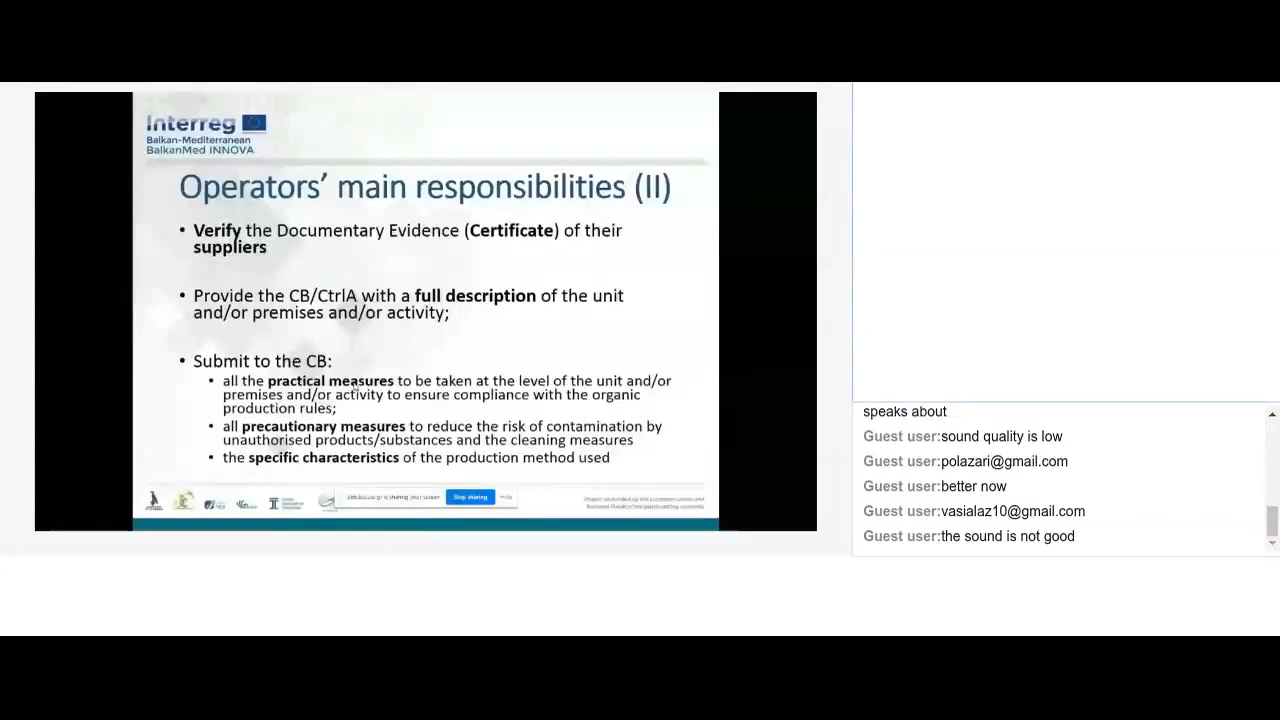 Interreg
Balkan-Mediterranean
BalkanMed INNOVA
Operators' main responsibilities (II)
• Verify the Documentary Evidence (Certificate) of their
suppliers
• Provide the CB/CtrlA with a full description of the unit
and/or premises and/or activity;
• Submit to the CB:
• all the practical measures to be taken at the level of the unit and/or
premises and/or activity to ensure compliance with the organic
production rules;
• all precautionary measures to reduce the risk of contamination by
unauthorised products/substances and the cleaning measures
• the specific characteristics of the production method used
is sharing your screen.
Stop sharing
Hide
speaks about
Guest user:sound quality is low
Guest user:polazari@gmail.com
Guest user:better now
Guest user:vasialaz10@gmail.com
Guest user:the sound is not good